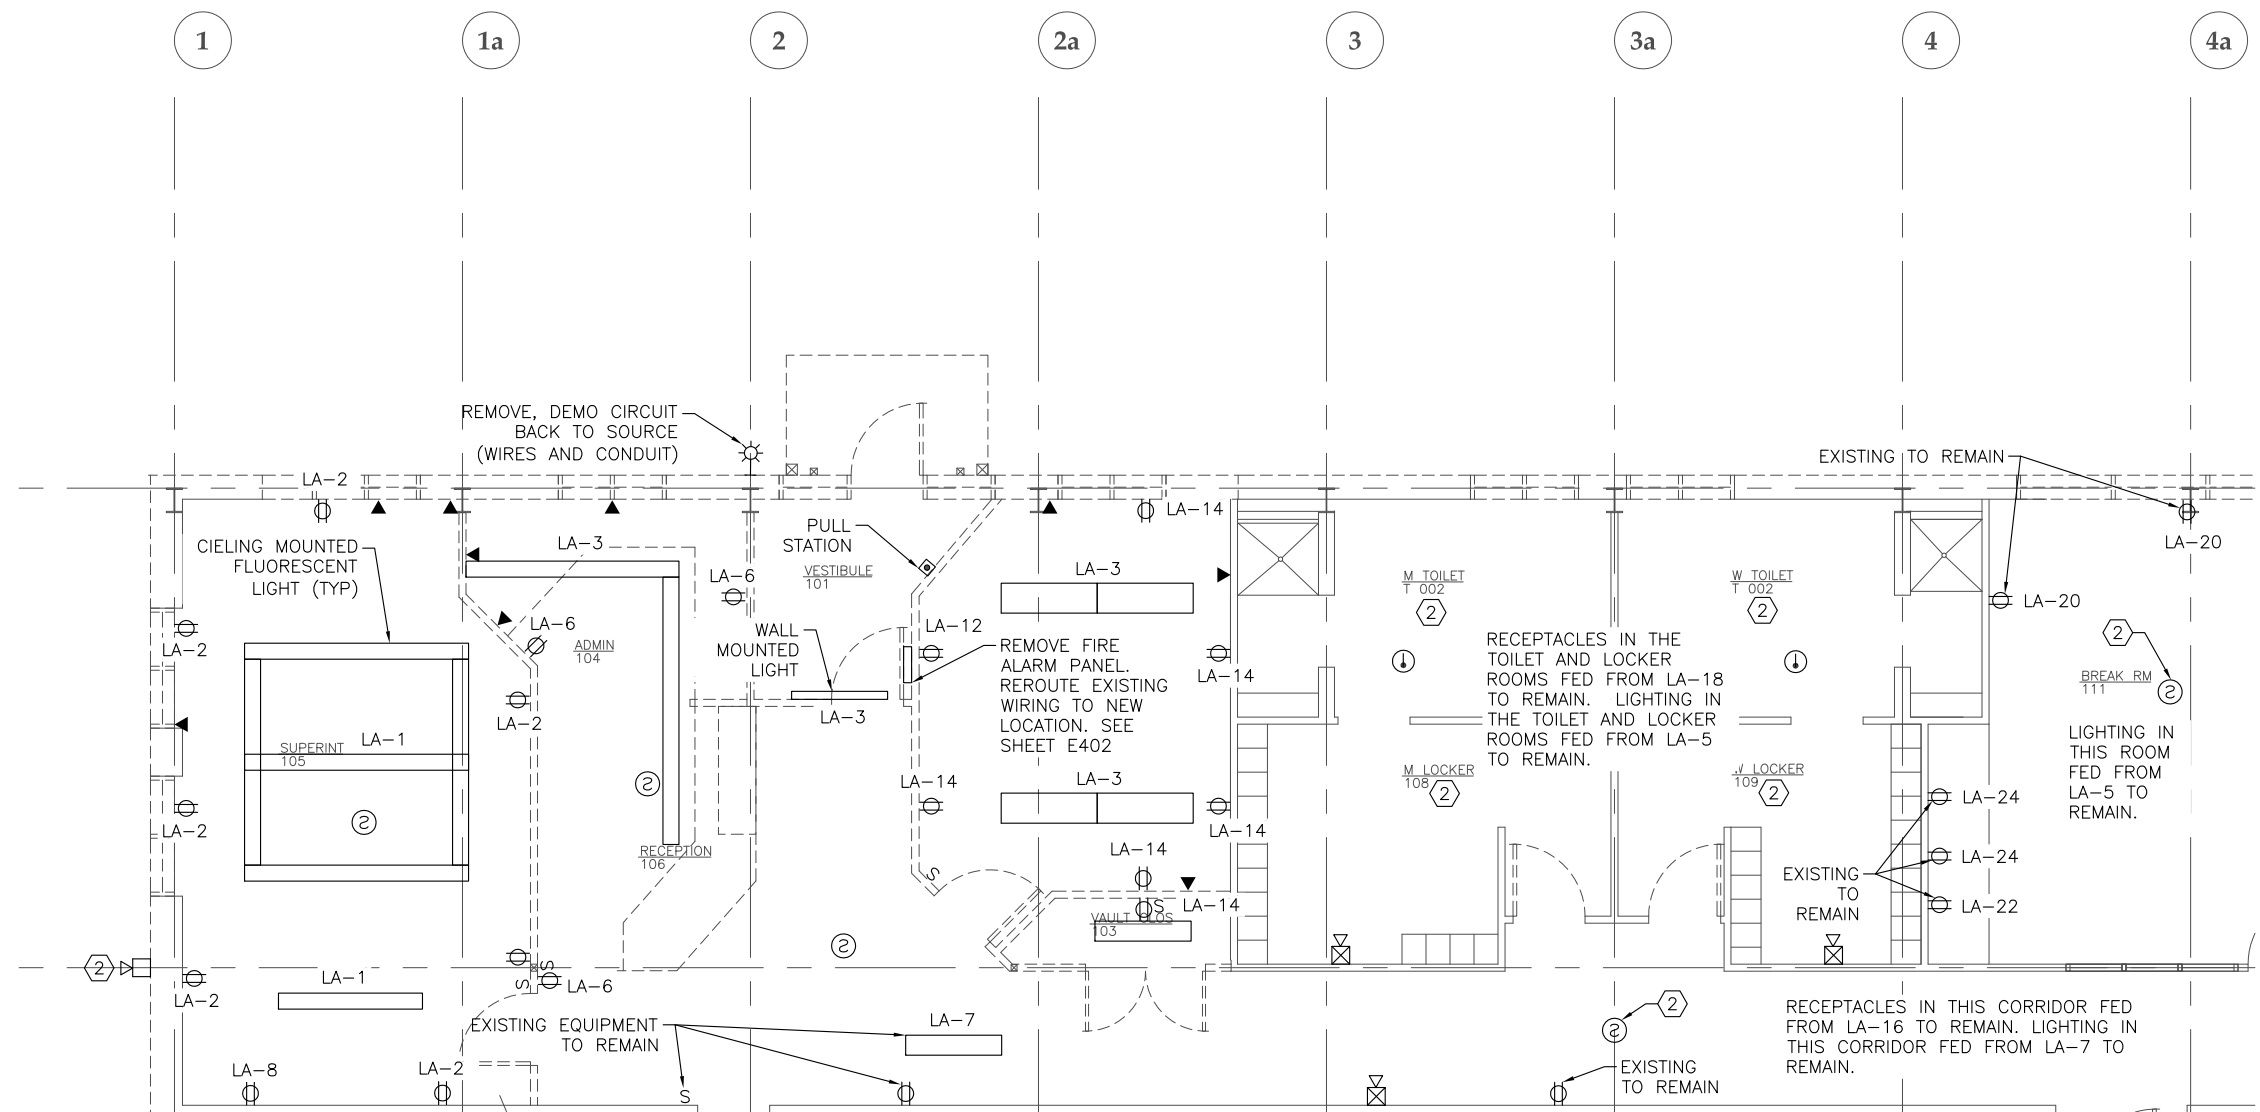 1
1a
2
2a
3
3a
4
4a
REMOVE, DEMO CIRCUIT
BACK TO SOURCE
(WIRES AND CONDUIT)
EXISTING TO REMAIN
LA-2
LA-14
PULL
STATION
CIELING MOUNTED
FLUORESCENT
LIGHT (TYP)
LA-3
LA-6
VESTIBULE
101
LA-3
M TOILET
T 002
2
W TOILET
T 002
2
LA-20
LA-20
LA-2
LA-6
ADMIN
104
WALL
MOUNTED
LIGHT
LA-12
REMOVE FIRE
ALARM PANEL.
REROUTE EXISTING
WIRING TO NEW
LOCATION. SEE
SHEET E402
LA-14
RECEPTACLES IN THE
TOILET AND LOCKER
ROOMS FED FROM LA-18
TO REMAIN. LIGHTING IN
THE TOILET AND LOCKER
ROOMS FED FROM LA-5
TO REMAIN.
2
BREAK RM
111
S
LA-2
LA-3
SUPERINT
105
LA-1
LIGHTING IN
THIS ROOM
FED FROM
LA-5 TO
REMAIN.
S
LA-14
LA-3
M LOCKER
108
2
LOCKER
109
2
LA-24
LA-2
S
LA-14
LA-14
RECEPTION
106
LA-24
EXISTING
TO
REMAIN
LA-22
S
S
LA-14
VAULT CLOS
103
S
2
LA-2
LA-1
S
S
LA-6
EXISTING EQUIPMENT
TO REMAIN
LA-7
S
2
RECEPTACLES IN THIS CORRIDOR FED
FROM LA-16 TO REMAIN. LIGHTING IN
THIS CORRIDOR FED FROM LA-7 TO
REMAIN.
LA-8
LA-2
S
EXISTING
TO REMAIN